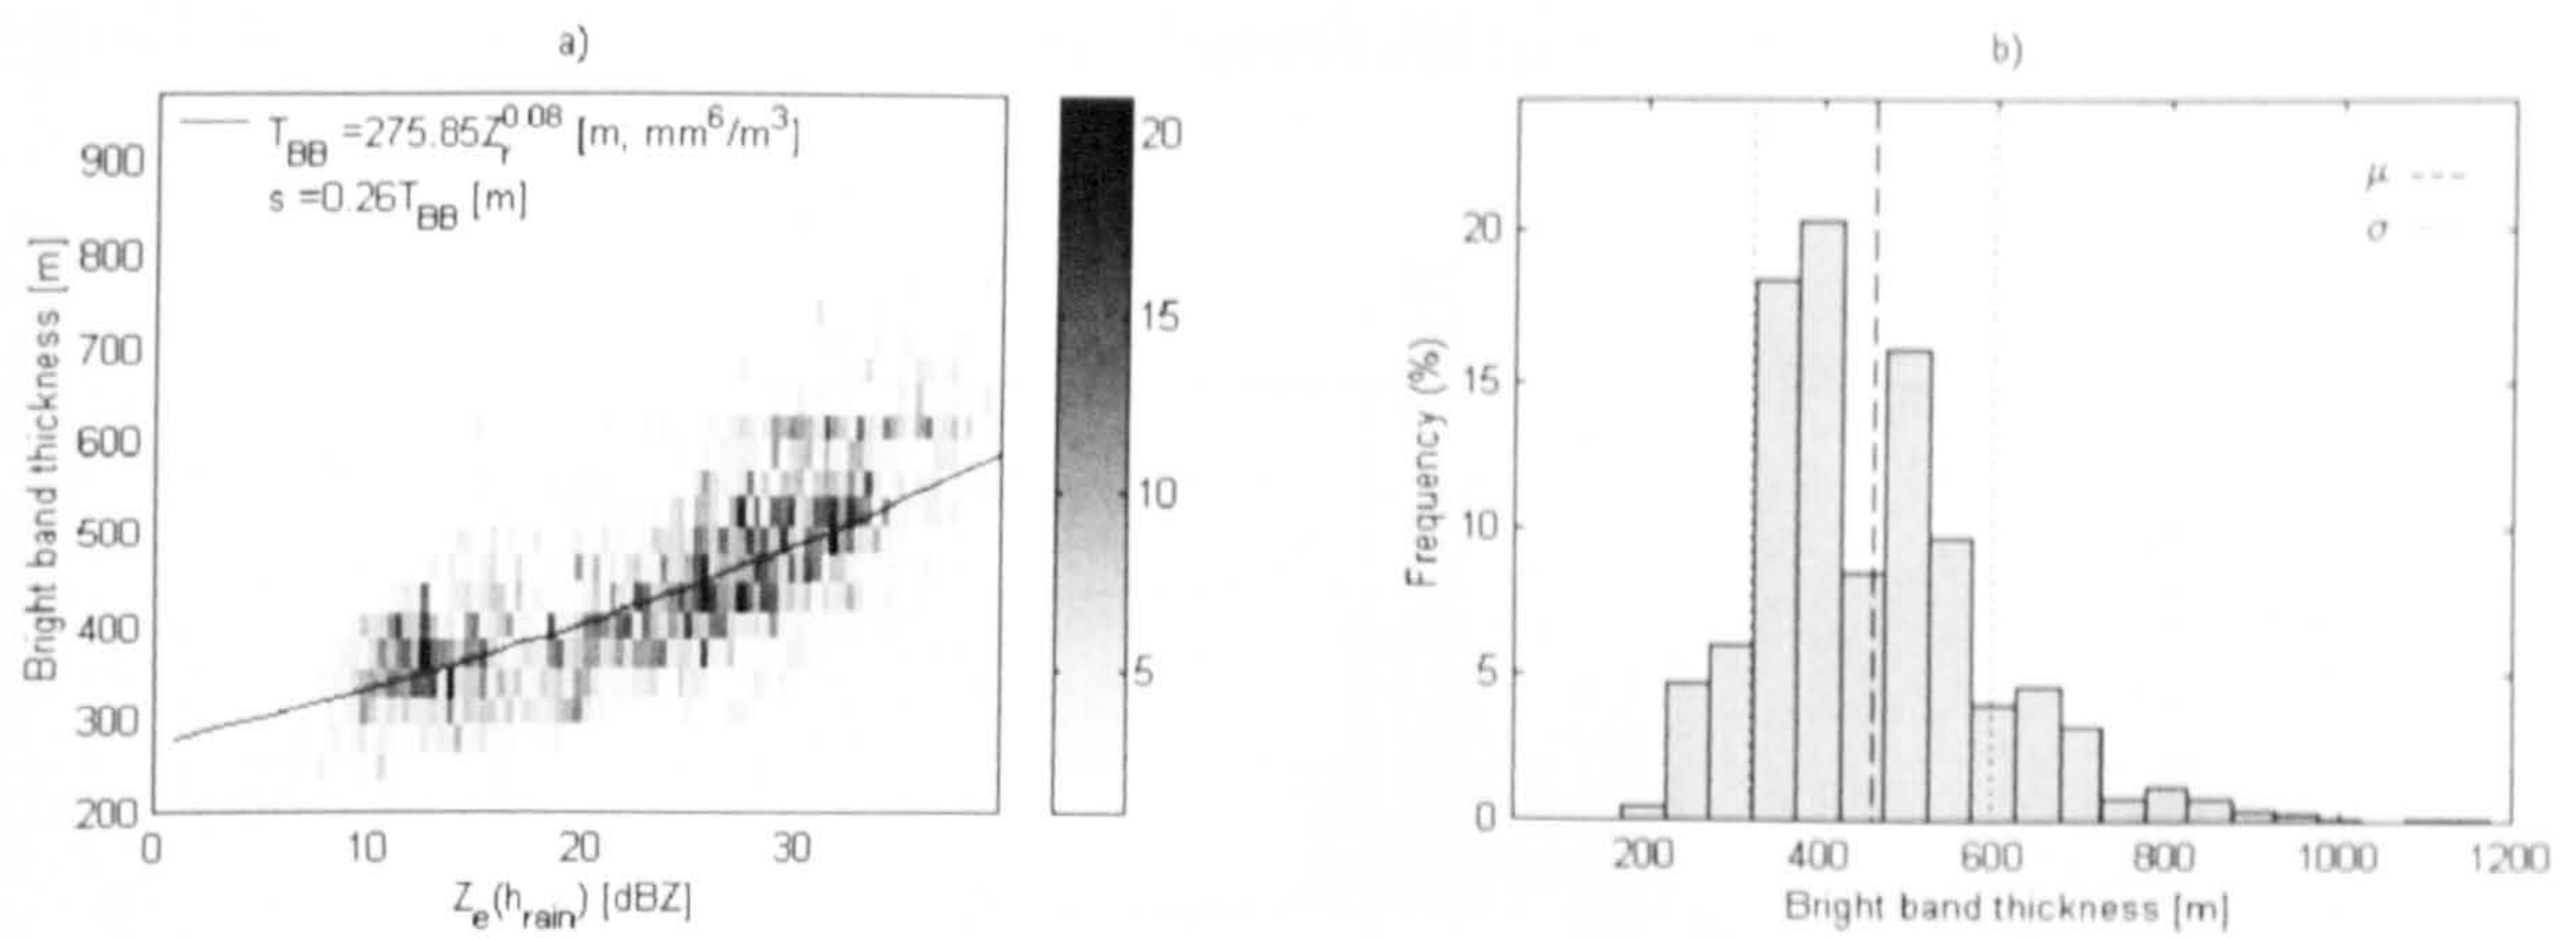 a)
T_BB =275.85Z_r^0.08 [m, mm^6/m^3]
s =0.26T_BB [m]
900
800
700
600
500
400
300
200
0
10
20
30
Bright band thickness [m]
Z_e(h_rain) [dBZ]
20
15
10
5
b)
μ
σ
20
15
10
5
0
200
400
600
800
1000
1200
Frequency (%)
Bright band thickness [m]